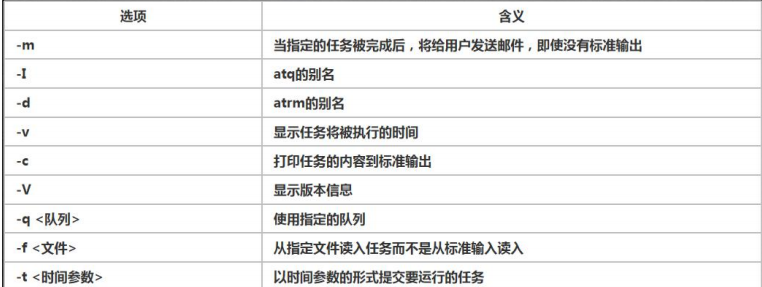 选项 含义
-m 当指定的任务被完成后，将给用户发送邮件，即使没有标准输出
-I atq的别名
-d atrm的别名
-v 显示任务将被执行的时间
-c 打印任务的内容到标准输出
-V 显示版本信息
-q <队列> 使用指定的队列
-f <文件> 从指定文件读入任务而不是从标准输入读入
-t <时间参数> 以时间参数的形式提交要运行的任务